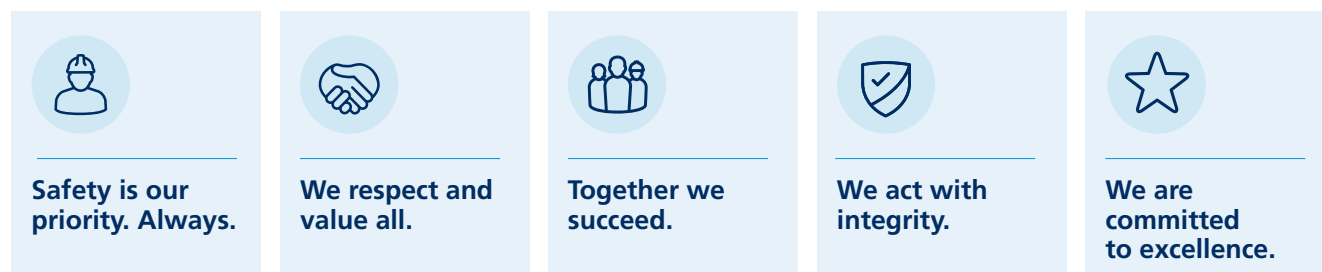 Safety is our
priority. Always.
We respect and
value all.
Together we
succeed.
We act with
integrity.
We are
committed
to excellence.